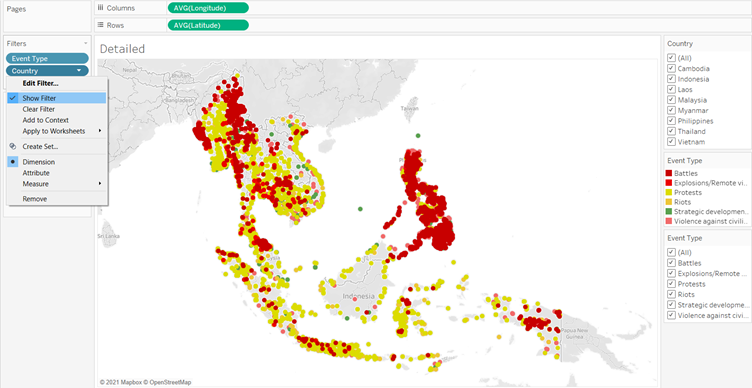 Pages
Columns
AVG(Longitude)
Rows
AVG(Latitude)
Filters
Event Type
Country
Edit Filter...
Show Filter
Clear Filter
Add to Context
Apply to Worksheets
Create Set...
Dimension
Attribute
Measure
Remove
Detailed
Nepal
Bhutan
Bangladesh
Taiwan
Sri Lanka
Indonesia
Papua New
Guinea
© 2021 Mapbox © OpenStreetMap
Country
(All)
Cambodia
Indonesia
Laos
Malaysia
Myanmar
Philippines
Thailand
Vietnam
Event Type
Battles
Explosions/Remote vi...
Protests
Riots
Strategic developmen...
Violence against civili...
Event Type
(All)
Battles
Explosions/Remote ...
Protests
Riots
Strategic developme...
Violence against civi...